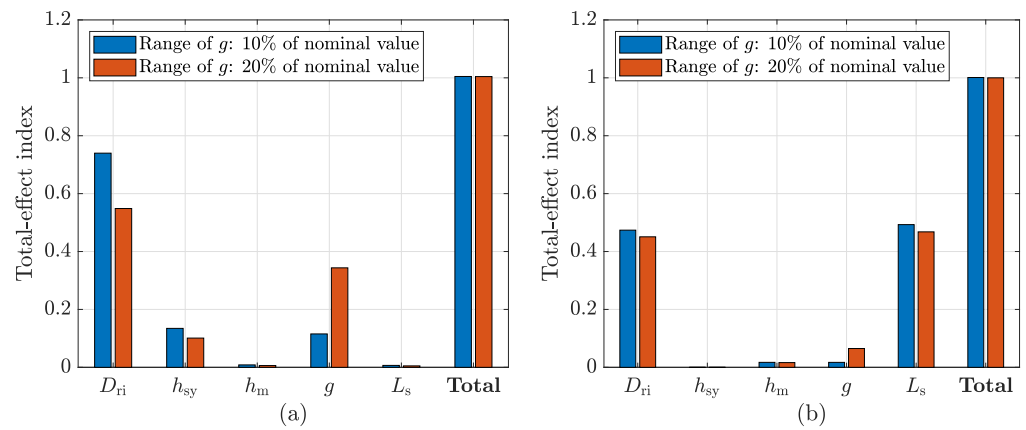 1.2
1
0.8
0.6
0.4
0.2
0
Total-effect index
Range of g: 10% of nominal value
Range of g: 20% of nominal value
D_ri h_sy h_m g L_s Total
(a)
1.2
1
0.8
0.6
0.4
0.2
0
Total-effect index
Range of g: 10% of nominal value
Range of g: 20% of nominal value
D_ri h_sy h_m g L_s Total
(b)